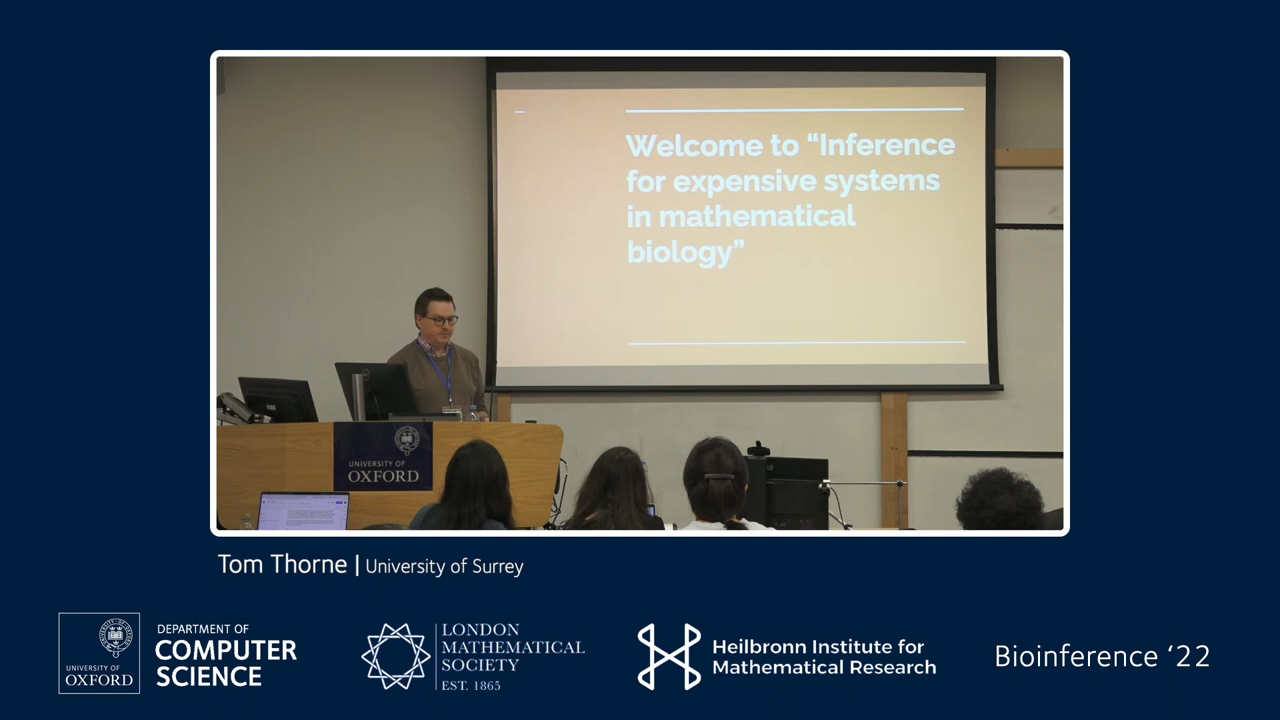 Welcome to “Inference
for expensive systems
in mathematical
biology”
UNIVERSITY OF
OXFORD
Tom Thorne | University of Surrey
UNIVERSITY OF
OXFORD
DEPARTMENT OF
COMPUTER
SCIENCE
LONDON
MATHEMATICAL
SOCIETY
EST. 1865
Heilbronn Institute for
Mathematical Research
Bioinference ‘22